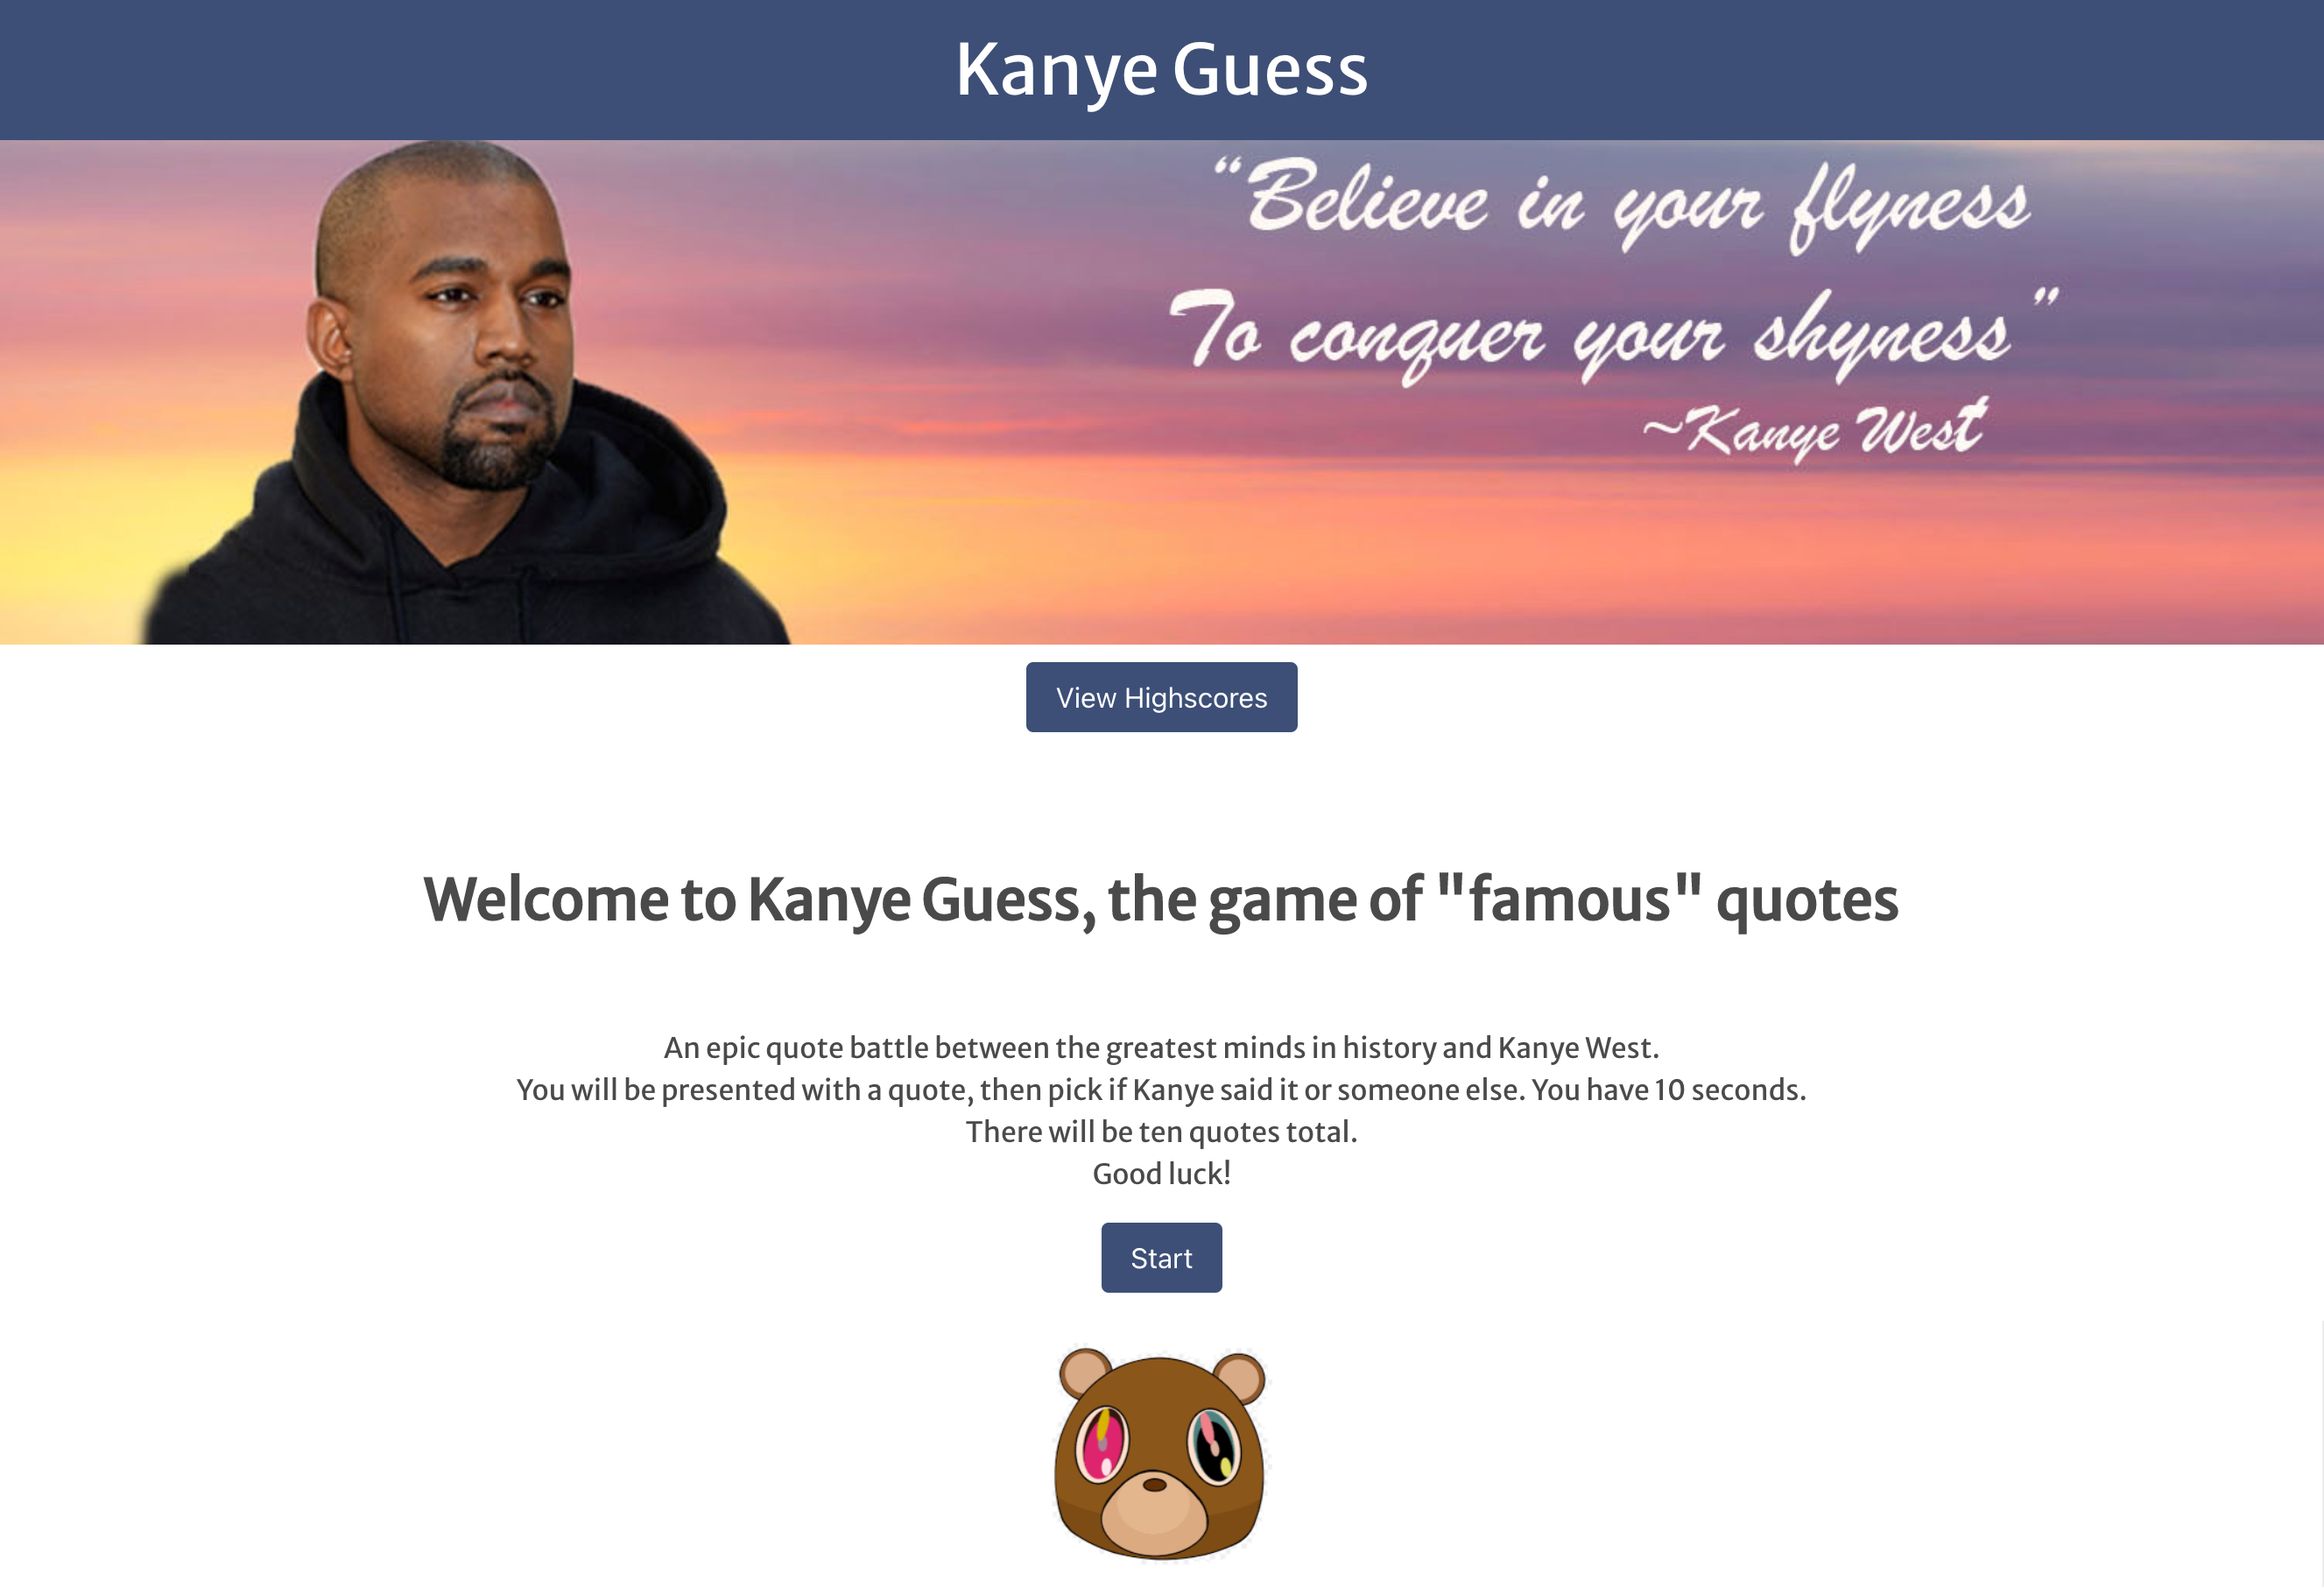 Kanye Guess
“Believe in your flyness
To conquer your shyness”
~Kanye West
View Highscores
Welcome to Kanye Guess, the game of "famous" quotes
An epic quote battle between the greatest minds in history and Kanye West.
You will be presented with a quote, then pick if Kanye said it or someone else. You have 10 seconds.
There will be ten quotes total.
Good luck!
Start